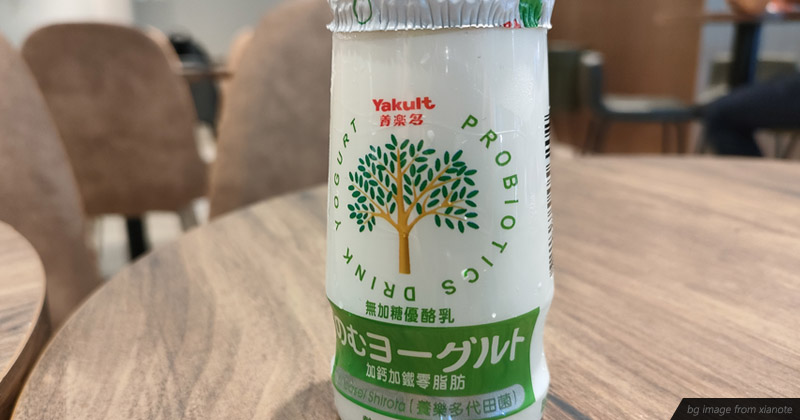 Yakult
養楽多
PROBIOTICS DRINK YOGURT
無加糖優酪乳
のむヨーグルト
加鈣加鐵零脂肪
Shirota [養樂多代田菌]
bg image from xianote